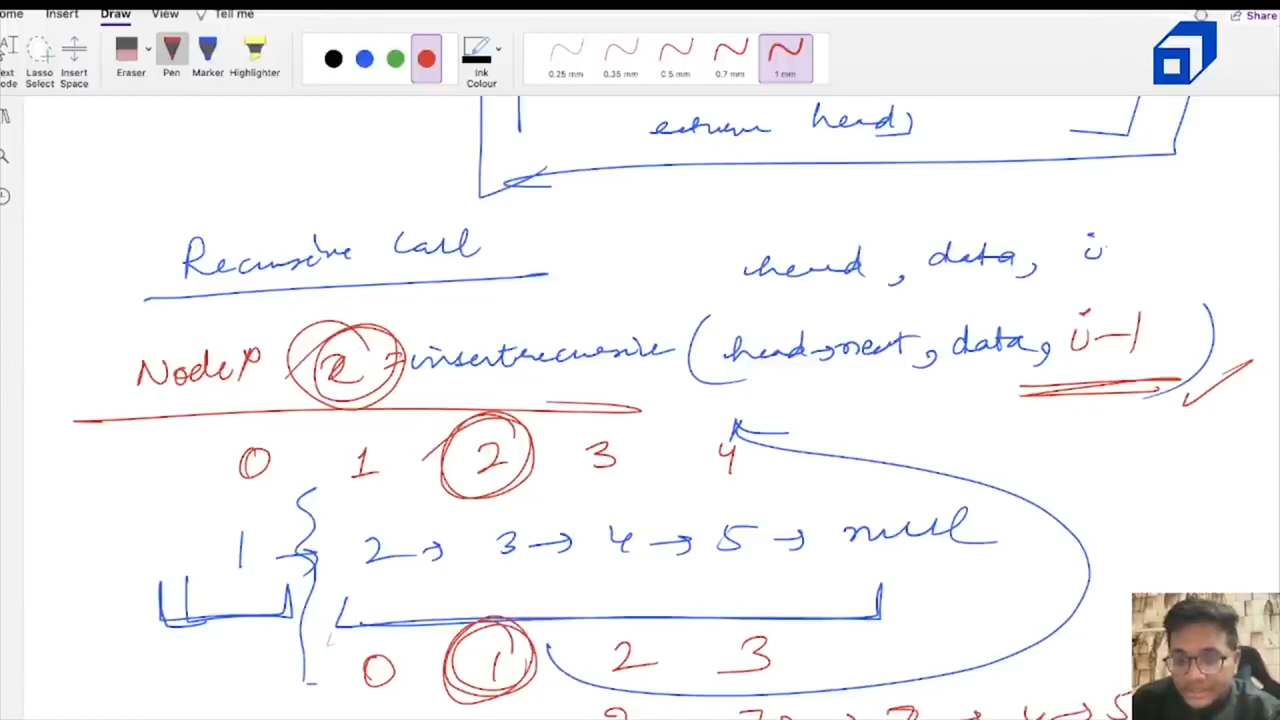 ome Insert Draw View Tell me Share
Text Mode Lasso Select Insert Space Eraser Pen Marker Highlighter Ink Colour 0.25 mm 0.35 mm 0.5 mm 0.7 mm 1 mm
return head;
Recursive Call head, data, i
Node* x = insertrecursive (head→next, data, i-1)
0 1 2 3 4
1 → 2 → 3 → 4 → 5 → null
0 1 2 3